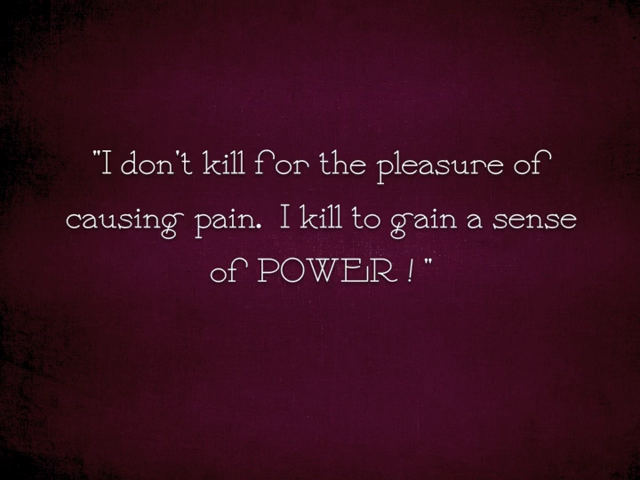 "I don't kill for the pleasure of
causing pain.  I kill to gain a sense
of POWER ! "